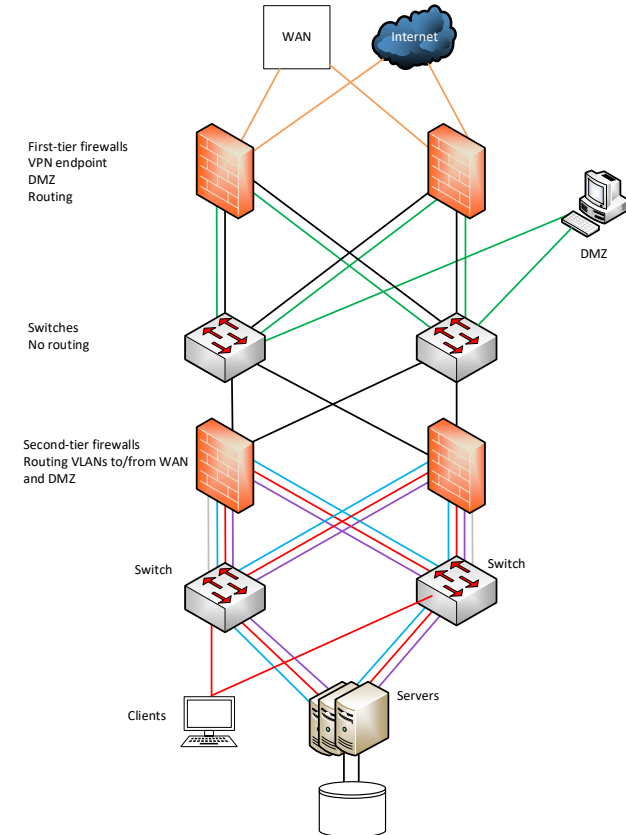 WAN
Internet
First-tier firewalls
VPN endpoint
DMZ
Routing
DMZ
Switches
No routing
Second-tier firewalls
Routing VLANs to/from WAN
and DMZ
Switch
Switch
Servers
Clients